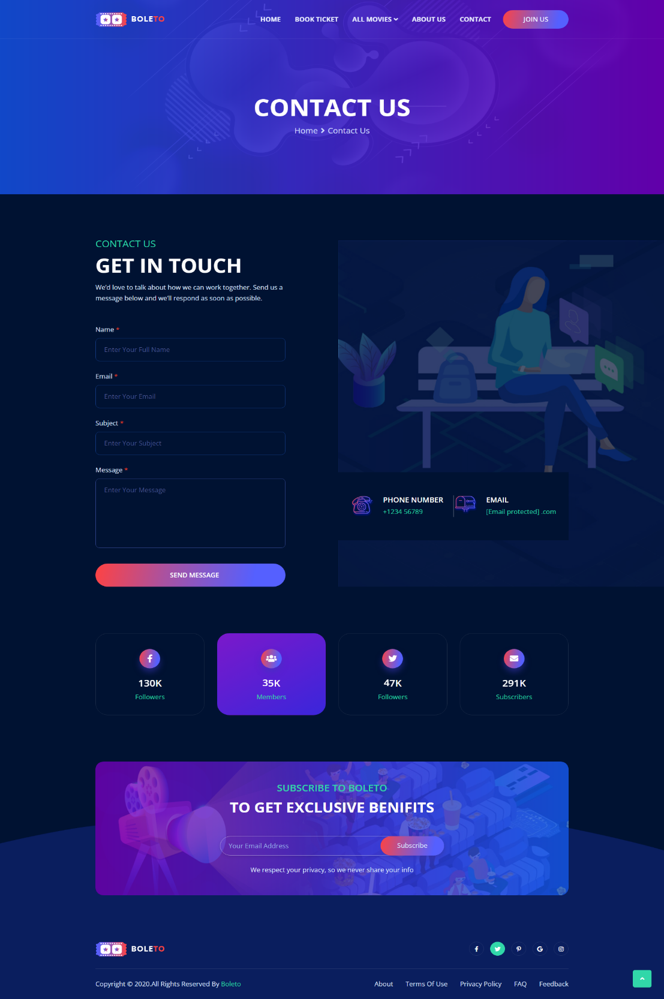 BOLETO
HOME BOOK TICKET ALL MOVIES ABOUT US CONTACT JOIN US
CONTACT US
Home Contact Us
CONTACT US
GET IN TOUCH
We'd love to talk about how we can work together. Send us a
message below and we'll respond as soon as possible.
Name *
Enter Your Full Name
Email *
Enter Your Email
Subject *
Enter Your Subject
Message *
Enter Your Message
SEND MESSAGE
PHONE NUMBER
+1234 56789
EMAIL
[Email protected] .com
130K
Followers
35K
Members
47K
Followers
291K
Subscribers
SUBSCRIBE TO BOLETO
TO GET EXCLUSIVE BENIFITS
Your Email Address Subscribe
We respect your privacy, so we never share your info
BOLETO
Copyright © 2020.All Rights Reserved By Boleto
About Terms Of Use Privacy Policy FAQ Feedback